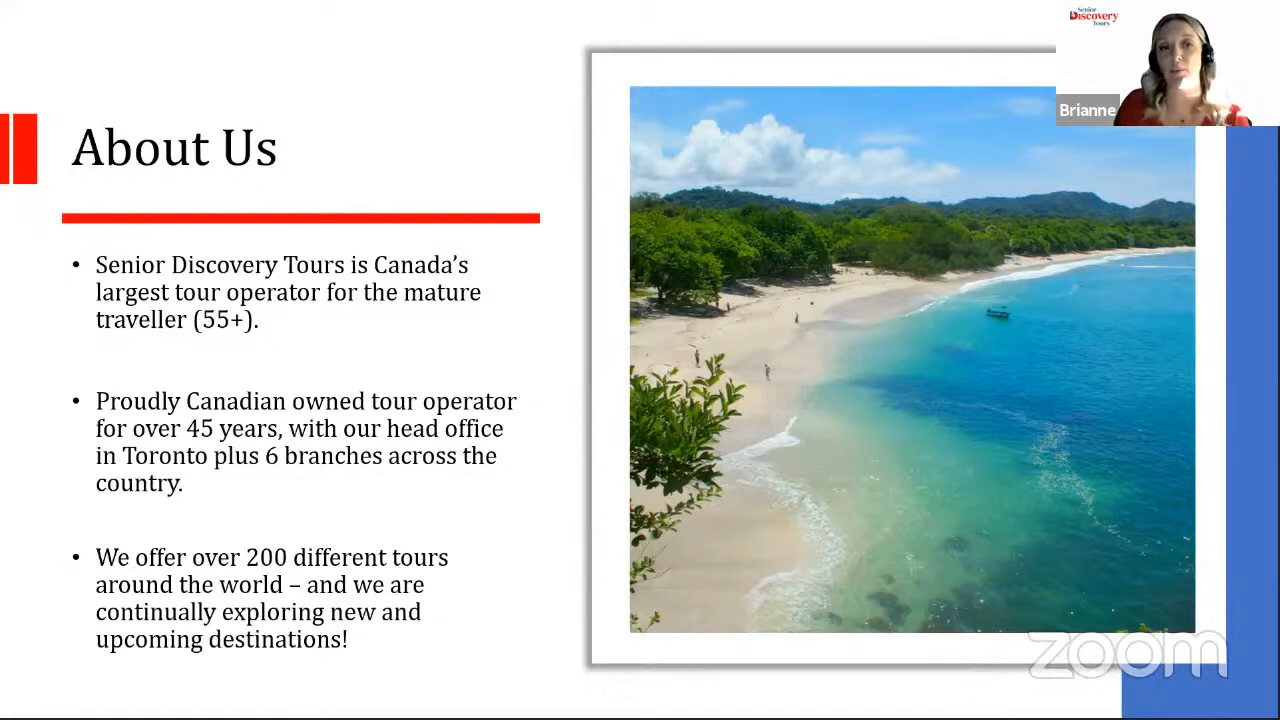 Senior
Discovery
Tours
Brianne
About Us
• Senior Discovery Tours is Canada’s
largest tour operator for the mature
traveller (55+).
• Proudly Canadian owned tour operator
for over 45 years, with our head office
in Toronto plus 6 branches across the
country.
• We offer over 200 different tours
around the world – and we are
continually exploring new and
upcoming destinations!
zoom